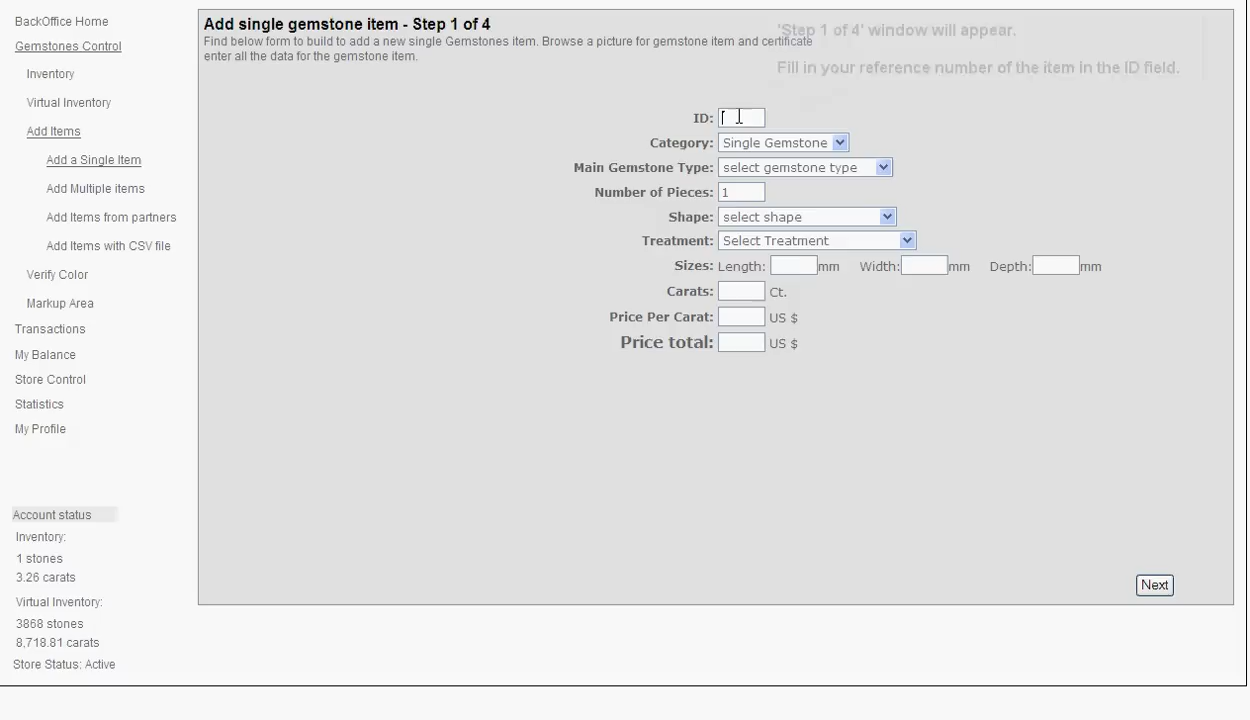 BackOffice Home
Gemstones Control
Inventory
Virtual Inventory
Add Items
Add a Single Item
Add Multiple items
Add Items from partners
Add Items with CSV file
Verify Color
Markup Area
Transactions
My Balance
Store Control
Statistics
My Profile
Account status
Inventory:
1 stones
3.26 carats
Virtual Inventory:
3868 stones
8,718.81 carats
Store Status: Active
Add single gemstone item - Step 1 of 4
Find below form to build to add a new single Gemstones item. Browse a picture for gemstone item and certificate
enter all the data for the gemstone item.
'Step 1 of 4' window will appear.
Fill in your reference number of the item in the ID field.
ID:
Category: Single Gemstone
Main Gemstone Type: select gemstone type
Number of Pieces: 1
Shape: select shape
Treatment: Select Treatment
Sizes: Length: mm Width: mm Depth: mm
Carats: Ct.
Price Per Carat: US $
Price total: US $
Next